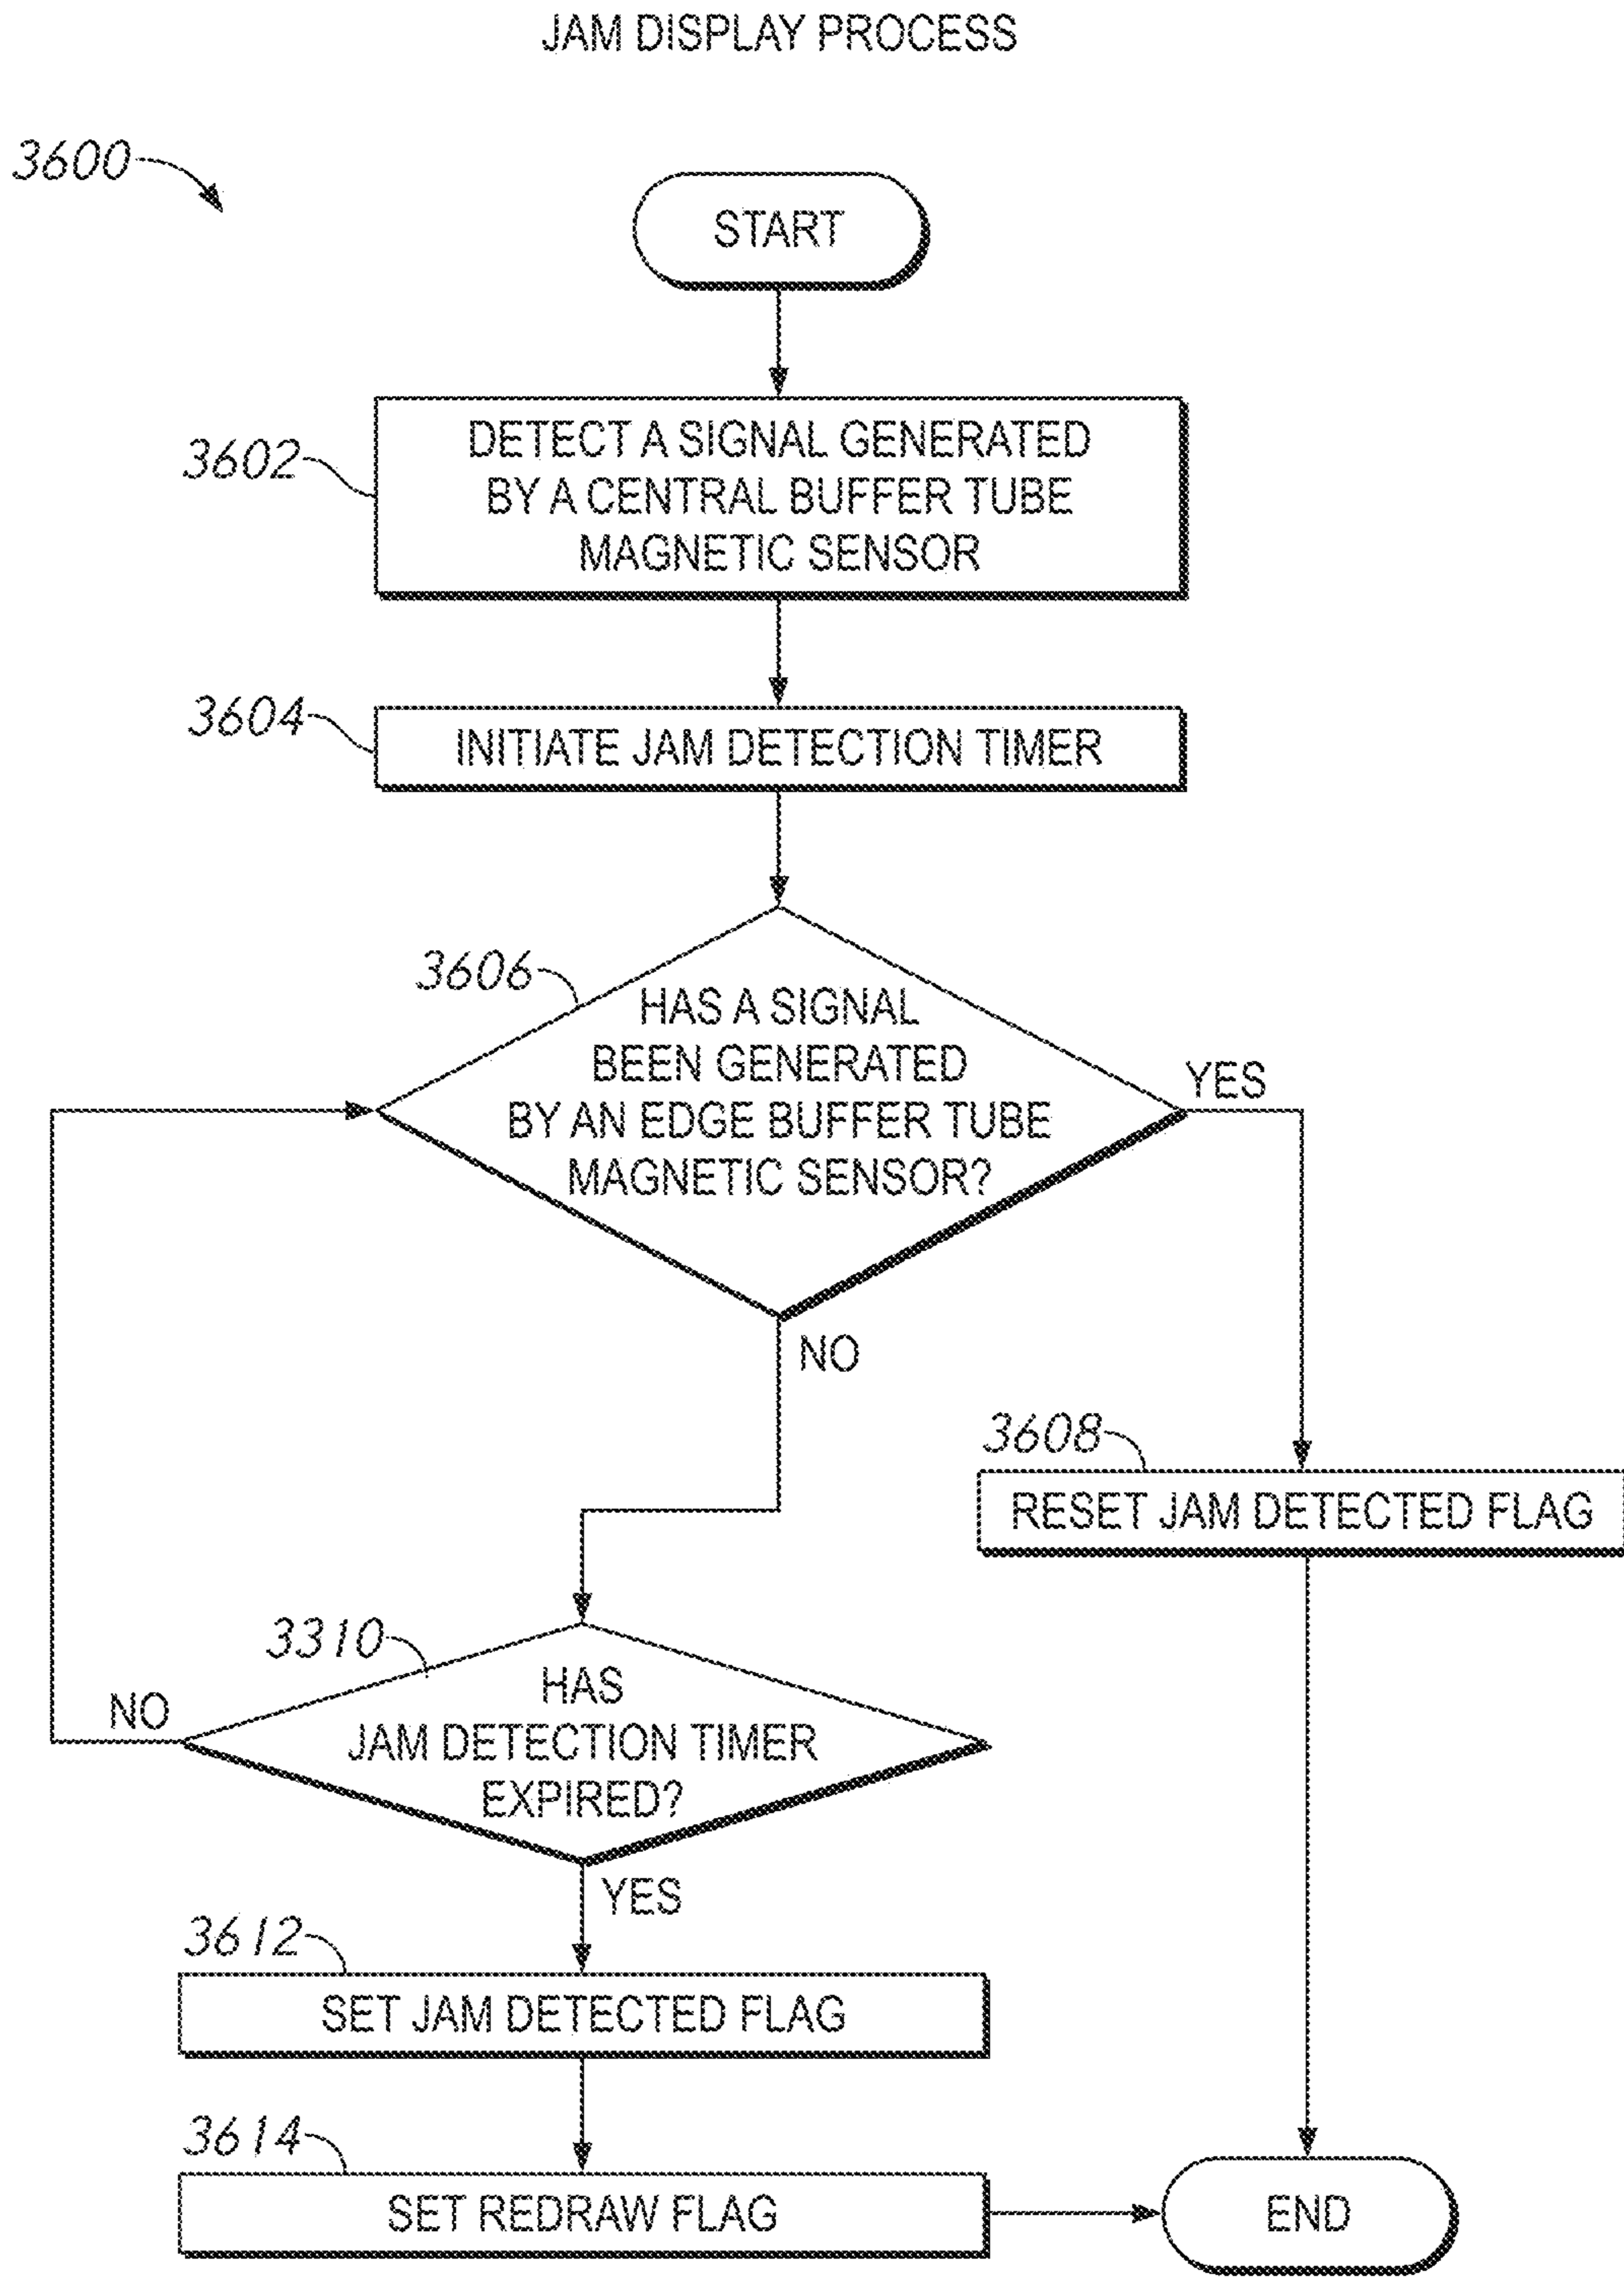 JAM DISPLAY PROCESS
3600
START
3602
DETECT A SIGNAL GENERATED
BY A CENTRAL BUFFER TUBE
MAGNETIC SENSOR
3604
INITIATE JAM DETECTION TIMER
3606
HAS A SIGNAL
BEEN GENERATED
BY AN EDGE BUFFER TUBE
MAGNETIC SENSOR?
YES
NO
3608
RESET JAM DETECTED FLAG
3310
HAS
JAM DETECTION TIMER
EXPIRED?
NO
YES
3612
SET JAM DETECTED FLAG
3614
SET REDRAW FLAG
END